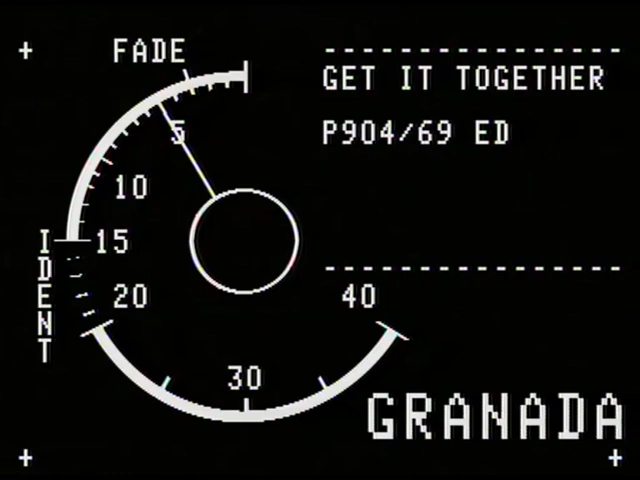 FADE
GET IT TOGETHER
P904/69 ED
5
10
15
20
30
40
IDENT
GRANADA